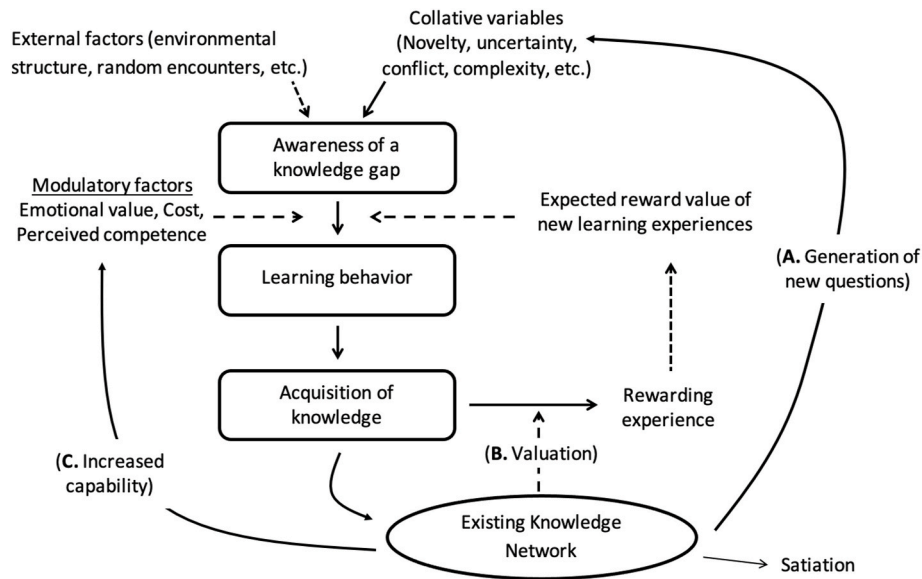 External factors (environmental
structure, random encounters, etc.)
Collative variables
(Novelty, uncertainty,
conflict, complexity, etc.)
Awareness of a
knowledge gap
Modulatory factors
Emotional value, Cost,
Perceived competence
Expected reward value of
new learning experiences
(A. Generation of
new questions)
Learning behavior
Acquisition of
knowledge
Rewarding
experience
(B. Valuation)
(C. Increased
capability)
Existing Knowledge
Network
Satiation